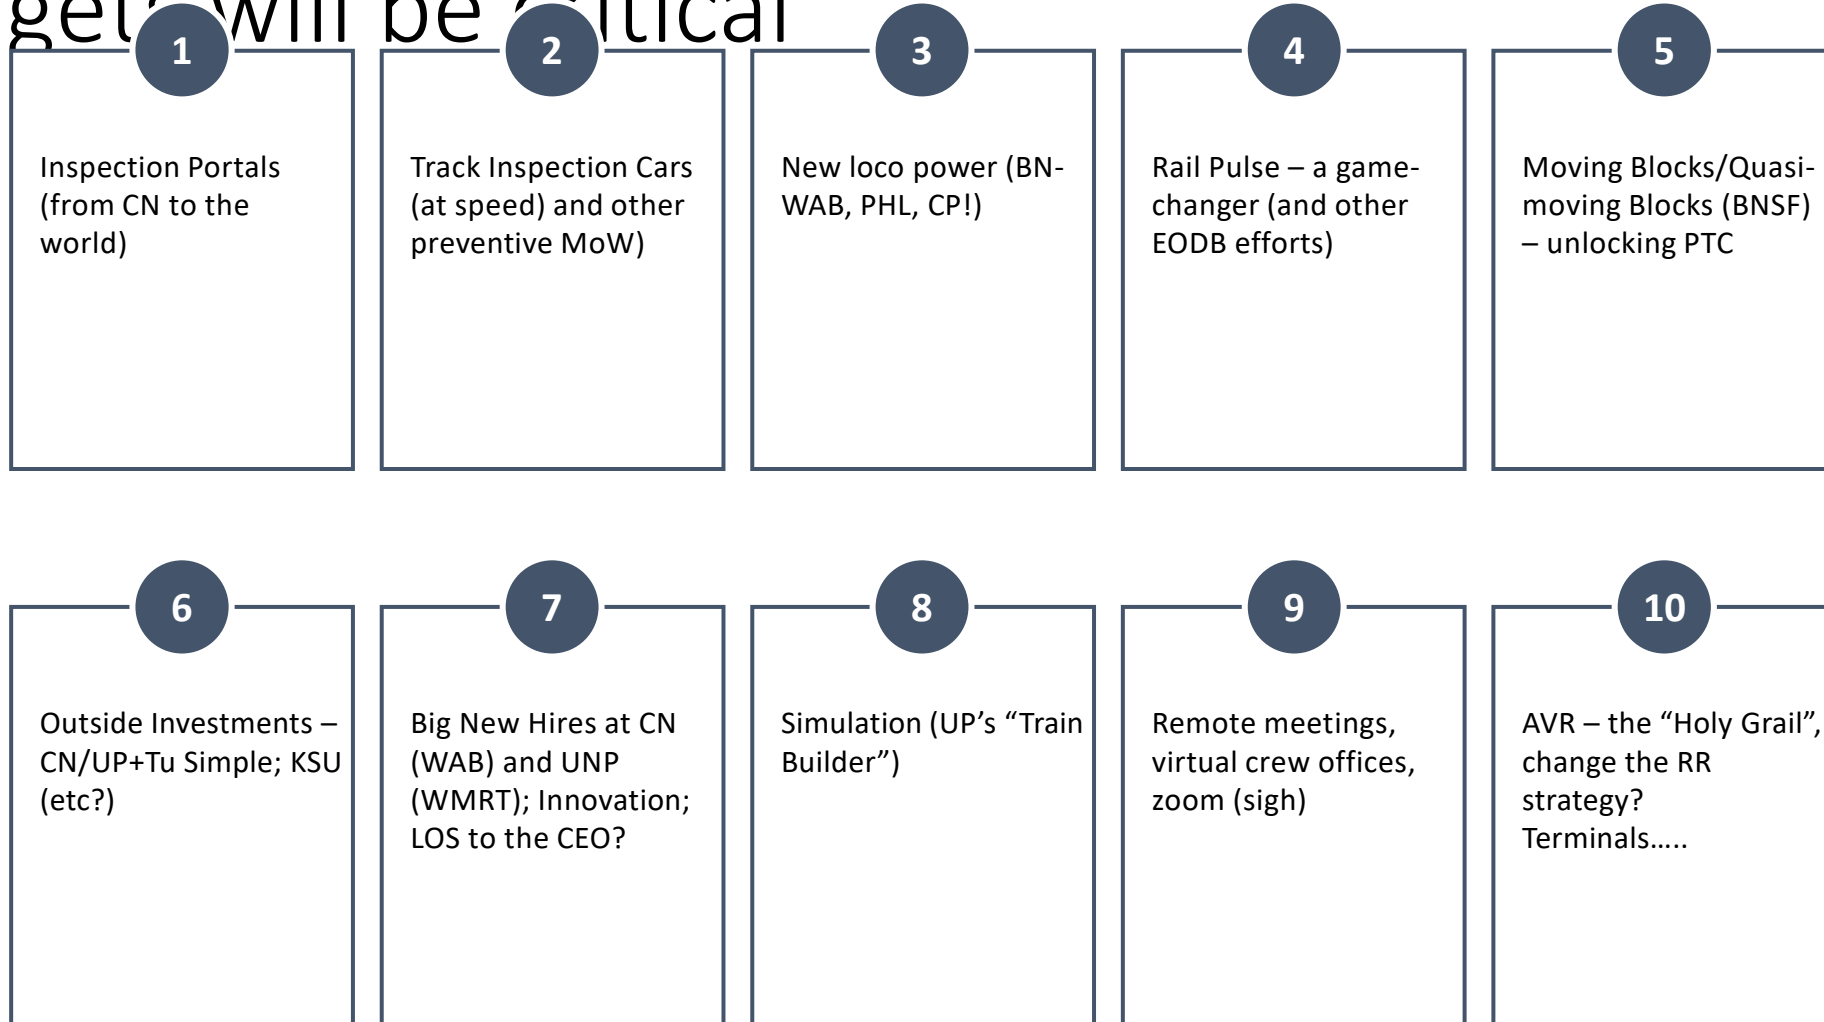 will be
1
2
3
4
5
Inspection Portals
(from CN to the
world)
Track Inspection Cars
(at speed) and other
preventive MoW)
New loco power (BN-
WAB, PHL, CP!)
Rail Pulse – a game-
changer (and other
EODB efforts)
Moving Blocks/Quasi-
moving Blocks (BNSF)
– unlocking PTC
6
7
8
9
10
Outside Investments –
CN/UP+Tu Simple; KSU
(etc?)
Big New Hires at CN
(WAB) and UNP
(WMRT); Innovation;
LOS to the CEO?
Simulation (UP’s “Train
Builder”)
Remote meetings,
virtual crew offices,
zoom (sigh)
AVR – the “Holy Grail”,
change the RR
strategy?
Terminals…..